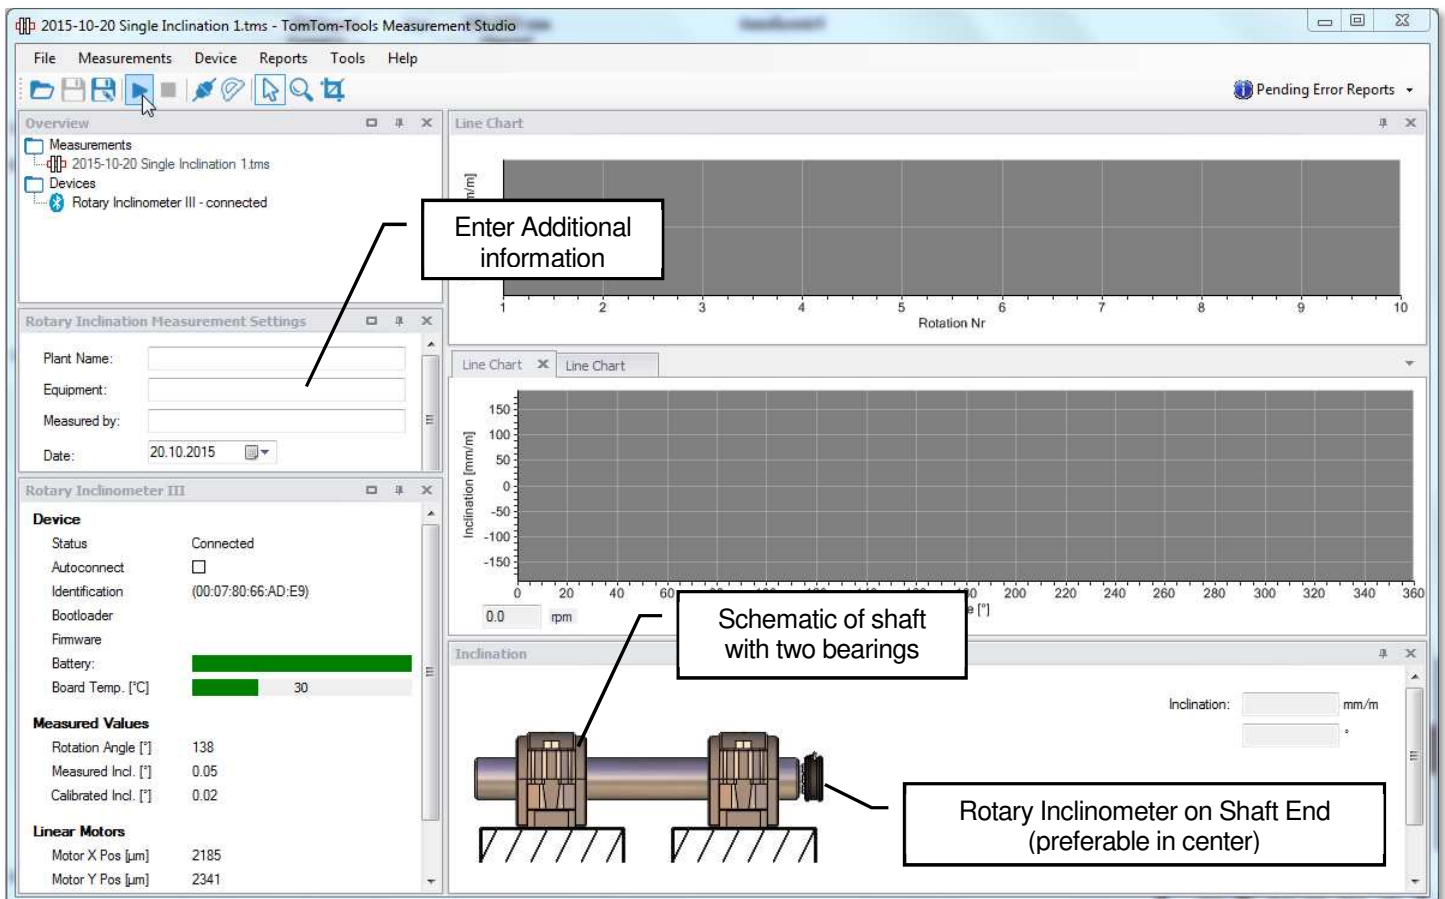 2015-10-20 Single Inclination 1.tms - TomTom-Tools Measurement Studio
File Measurements Device Reports Tools Help
Pending Error Reports
Overview
Measurements
2015-10-20 Single Inclination 1.tms
Devices
Rotary Inclinometer III - connected
Enter Additional
information
Rotary Inclination Measurement Settings
Plant Name:
Equipment:
Measured by:
Date: 20.10.2015
Rotary Inclinometer III
Device
Status Connected
Autoconnect
Identification (00:07:80:66:AD:E9)
Bootloader
Firmware
Battery:
Board Temp. [°C] 30
Measured Values
Rotation Angle [°] 138
Measured Incl. [°] 0.05
Calibrated Incl. [°] 0.02
Linear Motors
Motor X Pos [µm] 2185
Motor Y Pos [µm] 2341
Line Chart
1 2 3 4 5 6 7 8 9 10
Rotation Nr
Line Chart Line Chart
Inclination [mm/m]
150
100
50
0
-50
-100
-150
0 20 40 200 220 240 260 280 300 320 340 360
0.0 rpm
Schematic of shaft
with two bearings
Inclination
Inclination: mm/m
°
Rotary Inclinometer on Shaft End
(preferable in center)